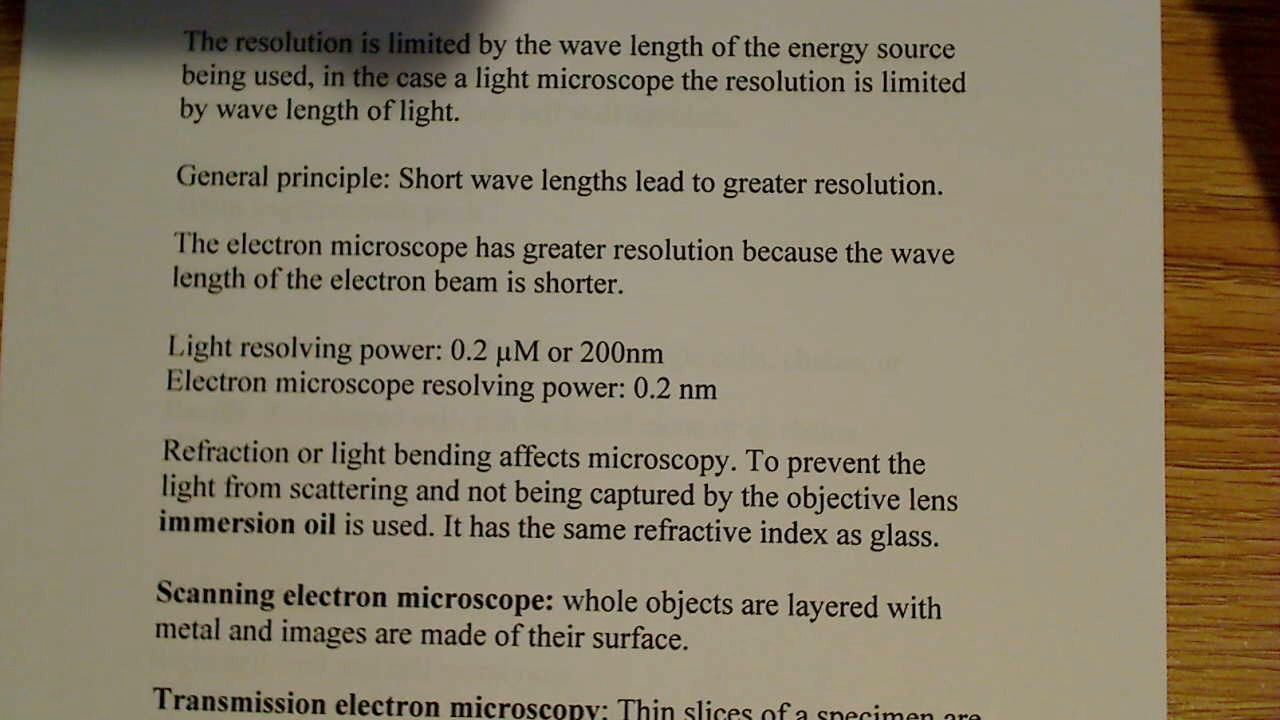 The resolution is limited by the wave length of the energy source
being used, in the case a light microscope the resolution is limited
by wave length of light.
General principle: Short wave lengths lead to greater resolution.
The electron microscope has greater resolution because the wave
length of the electron beam is shorter.
Light resolving power: 0.2 μM or 200nm
Electron microscope resolving power: 0.2 nm
Refraction or light bending affects microscopy. To prevent the
light from scattering and not being captured by the objective lens
immersion oil is used. It has the same refractive index as glass.
Scanning electron microscope: whole objects are layered with
metal and images are made of their surface.
Transmission electron microscopy: Thin slices of a specimen are